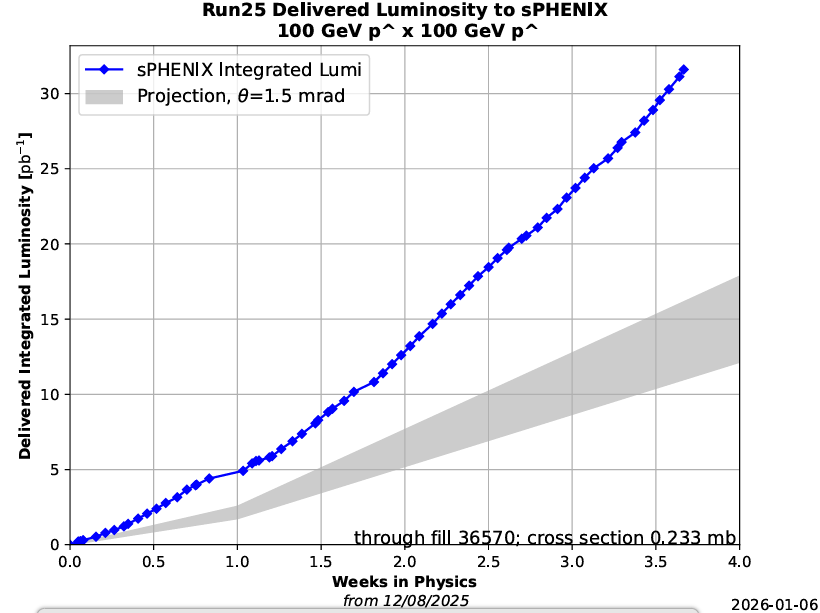 Run25 Delivered Luminosity to sPHENIX
100 GeV p^ x 100 GeV p^
sPHENIX Integrated Lumi
Projection, θ=1.5 mrad
Delivered Integrated Luminosity [pb⁻¹]
30
25
20
15
10
5
0
through fill 36570; cross section 0.233 mb
0.0 0.5 1.0 1.5 2.0 2.5 3.0 3.5 4.0
Weeks in Physics
from 12/08/2025
2026-01-06